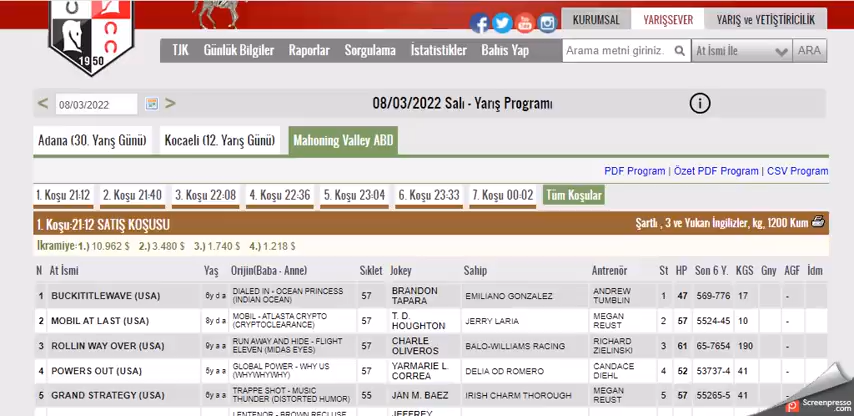 C C
1950
KURUMSAL YARIŞSEVER YARIŞ ve YETİŞTİRİCİLİK
TJK Günlük Bilgiler Raporlar Sorgulama İstatistikler Bahis Yap Arama metni giriniz. At İsmi İle ARA
< 08/03/2022 > 08/03/2022 Salı - Yarış Programı
Adana (30. Yarış Günü) Kocaeli (12. Yarış Günü) Mahoning Valley ABD
PDF Program | Özet PDF Program | CSV Program
1. Koşu 21:12 2. Koşu 21:40 3. Koşu 22:08 4. Koşu 22:36 5. Koşu 23:04 6. Koşu 23:33 7. Koşu 00:02 Tüm Koşular
1. Koşu:21:12 SATIŞ KOŞUSU Şartlı , 3 ve Yukarı İngilizler, kg, 1200 Kum
İkramiye:1.) 10.962 $ 2.) 3.480 $ 3.) 1.740 $ 4.) 1.218 $
N At İsmi Yaş Orijin(Baba - Anne) Sıklet Jokey Sahip Antrenör St HP Son 6 Y. KGS Gny AGF İdm
1 BUCKITITLEWAVE (USA) 6y d a DIALED IN - OCEAN PRINCESS (INDIAN OCEAN) 57 BRANDON TAPARA EMILIANO GONZALEZ ANDREW TUMBLIN 1 47 569-776 17 -
2 MOBIL AT LAST (USA) 8y d a MOBIL - ATLASTA CRYPTO (CRYPTOCLEARANCE) 57 T. D. HOUGHTON JERRY LARIA MEGAN REUST 2 57 5524-45 10 -
3 ROLLIN WAY OVER (USA) 9y a a RUN AWAY AND HIDE - FLIGHT ELEVEN (MIDAS EYES) 57 CHARLE OLIVEROS BALO-WILLIAMS RACING RICHARD ZIELINSKI 3 61 65-7654 190 -
4 POWERS OUT (USA) 6y a a GLOBAL POWER - WHY US (WHYWHYWHY) 57 YARMARIE L. CORREA DELIA OD ROMERO CANDACE DIEHL 4 52 53737-4 41 -
5 GRAND STRATEGY (USA) TRAPPE SHOT - MUSIC THUNDER (DISTORTED HUMOR) 55 JAN M. BAEZ IRISH CHARM THOROUGH MEGAN REUST 5 57 55265-5 41 -
LENTENOR - BROWN RECLUSE JEFFREY
Screenpresso
.com